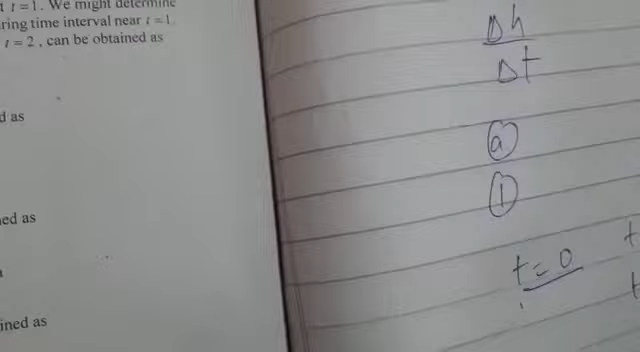 t = 1. We might determine
ring time interval near t = 1.
t = 2, can be obtained as
as
as
ined as
Δh
Δt
a
1
t = 0
t
t